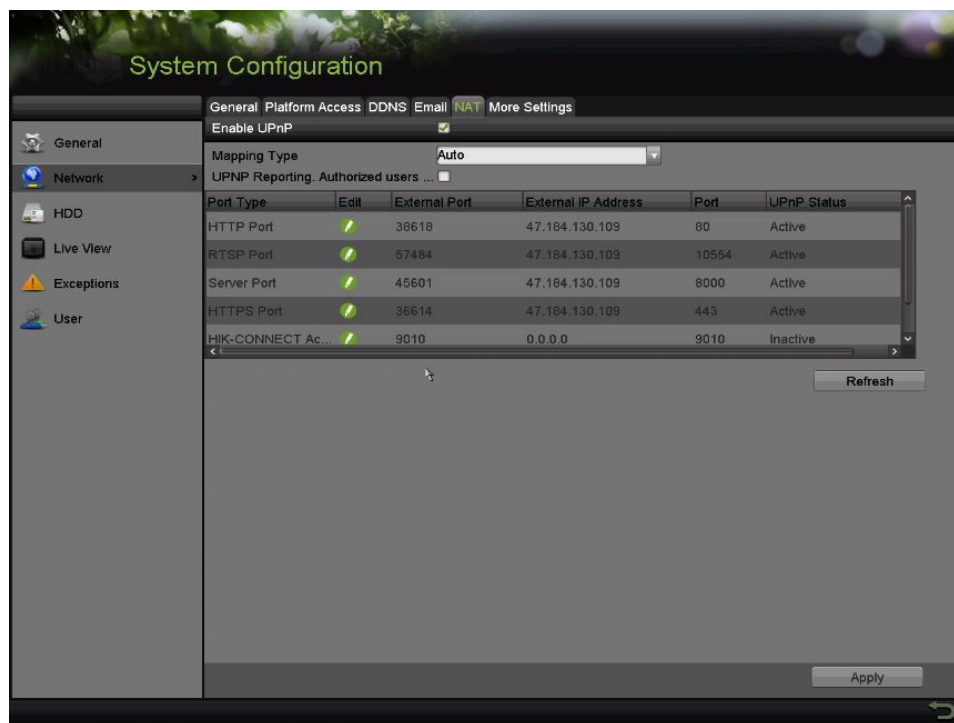 System Configuration
General Platform Access DDNS Email NAT More Settings
Enable UPnP
General
Mapping Type Auto
Network
UPNP Reporting. Authorized users ...
Port Type Edit External Port External IP Address Port UPnP Status
HDD
HTTP Port 38618 47.184.130.109 80 Active
Live View
RTSP Port 57484 47.184.130.109 10554 Active
Exceptions
Server Port 45601 47.184.130.109 8000 Active
User
HTTPS Port 36614 47.184.130.109 443 Active
HIK-CONNECT Ac... 9010 0.0.0.0 9010 Inactive
Refresh
Apply